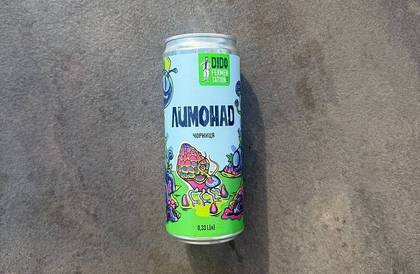 DIDO
FERMEN
TATION
ЛИМОНАД
ЧОРНИЦЯ
0,33 L(л)